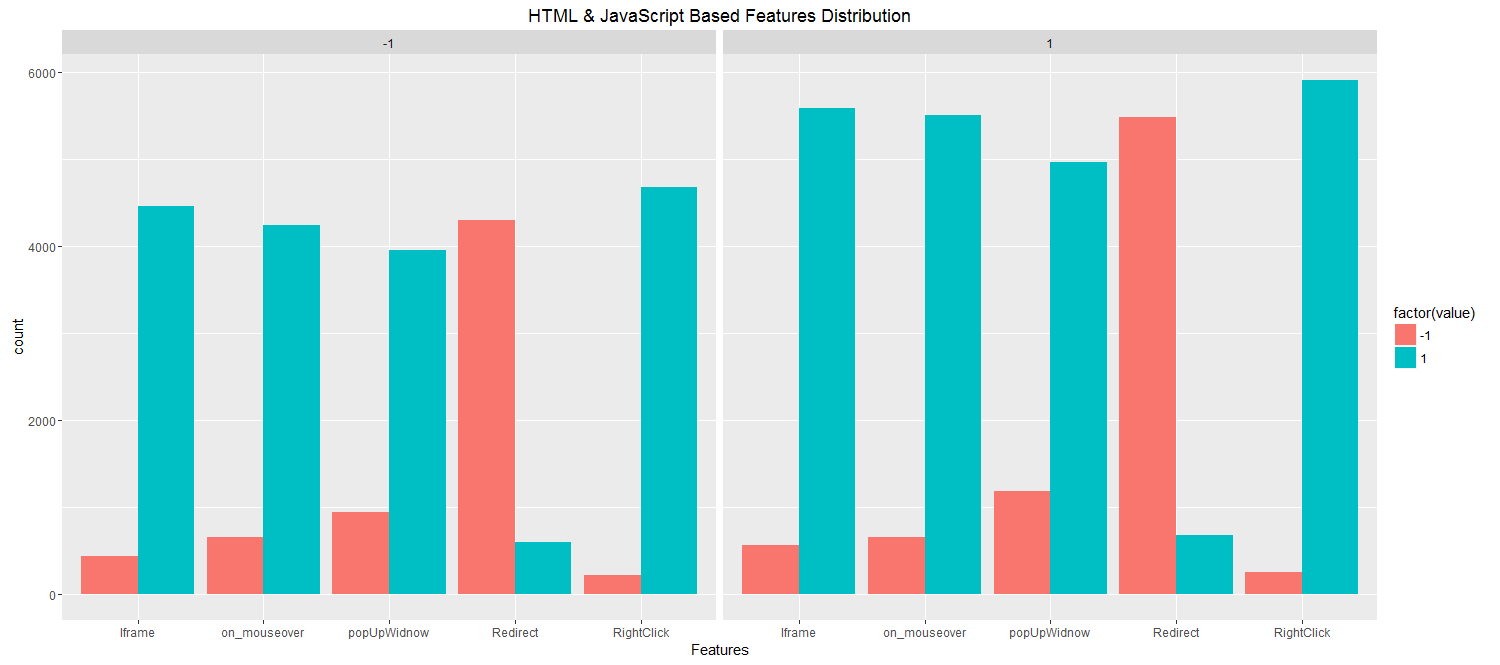 HTML & JavaScript Based Features Distribution
-1
1
6000
4000
2000
0
count
Iframe
on_mouseover
popUpWidnow
Redirect
RightClick
Iframe
on_mouseover
popUpWidnow
Redirect
RightClick
Features
factor(value)
-1
1